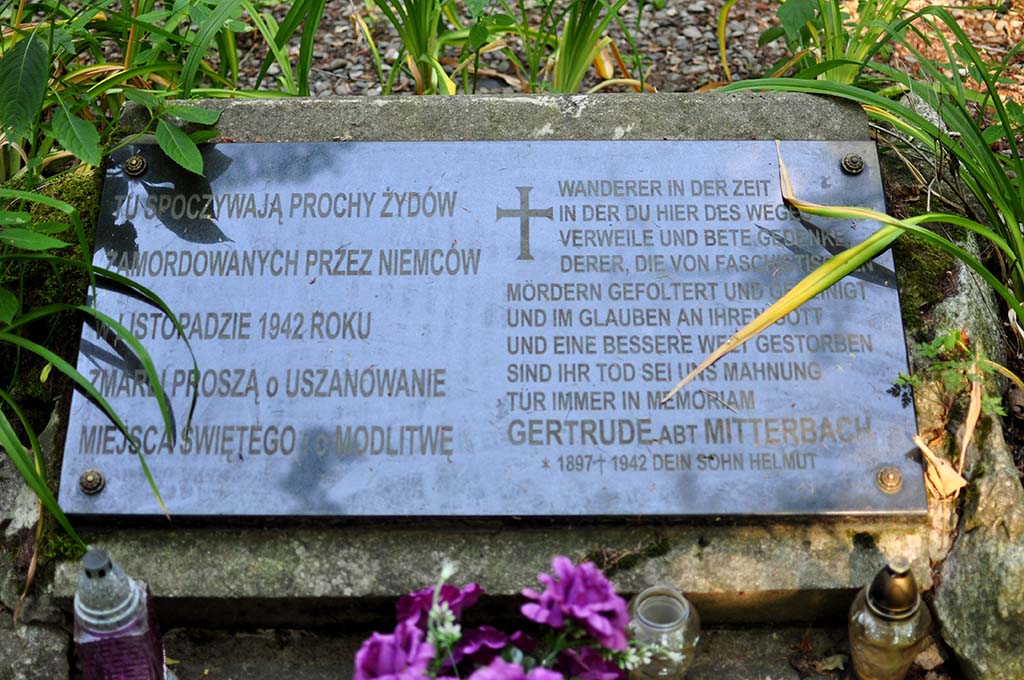 TU SPOCZYWAJĄ PROCHY ŻYDÓW
ZAMORDOWANYCH PRZEZ NIEMCÓW
W LISTOPADZIE 1942 ROKU
ZMARLI PROSZĄ o USZANOWANIE
MIEJSCA ŚWIĘTEGO i o MODLITWĘ
WANDERER IN DER ZEIT
IN DER DU HIER DES WEGES
VERWEILE UND BETE GEDENKE
DERER, DIE VON FASCHISTISCHEN
MÖRDERN GEFOLTERT UND GEPEINIGT
UND IM GLAUBEN AN IHREN GOTT
UND EINE BESSERE WELT GESTORBEN
SIND IHR TOD SEI UNS MAHNUNG
TÜR IMMER IN MEMORIAM
GERTRUDE ABT MITTERBACH
* 1897 † 1942 DEIN SOHN HELMUT